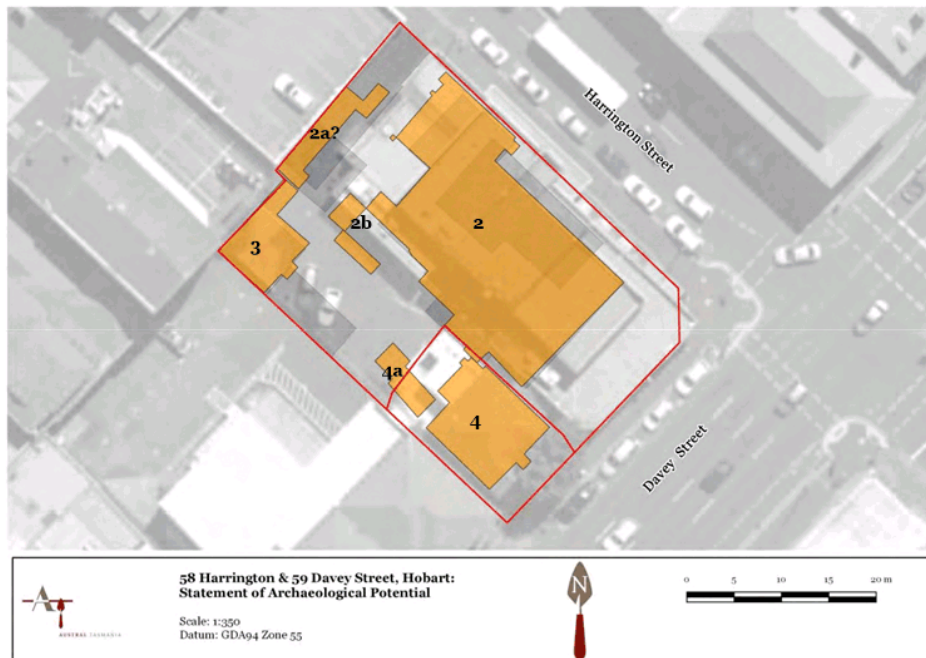 Harrington Street
2a?
2b
2
3
4a
4
Davey Street
58 Harrington & 59 Davey Street, Hobart:
Statement of Archaeological Potential
Scale: 1:350
Datum: GDA94 Zone 55
A
AUSTRAL TASMANIA
N
0 5 10 15 20 m